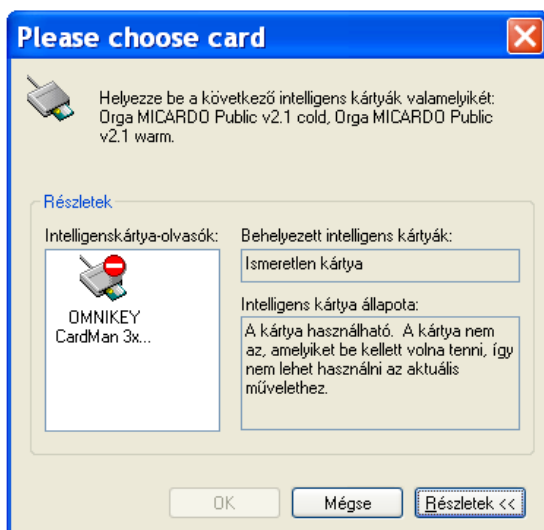 Please choose card
Helyezze be a következő intelligens kártyák valamelyikét:
Orga MICARDO Public v2.1 cold, Orga MICARDO Public
v2.1 warm.
Részletek
Intelligenskártya-olvasók:
OMNIKEY
CardMan 3x...
Behelyezett intelligens kártyák:
Ismeretlen kártya
Intelligens kártya állapota:
A kártya használható.  A kártya nem
az, amelyiket be kellett volna tenni, így
nem lehet használni az aktuális
művelethez.
OK
Mégse
Részletek <<